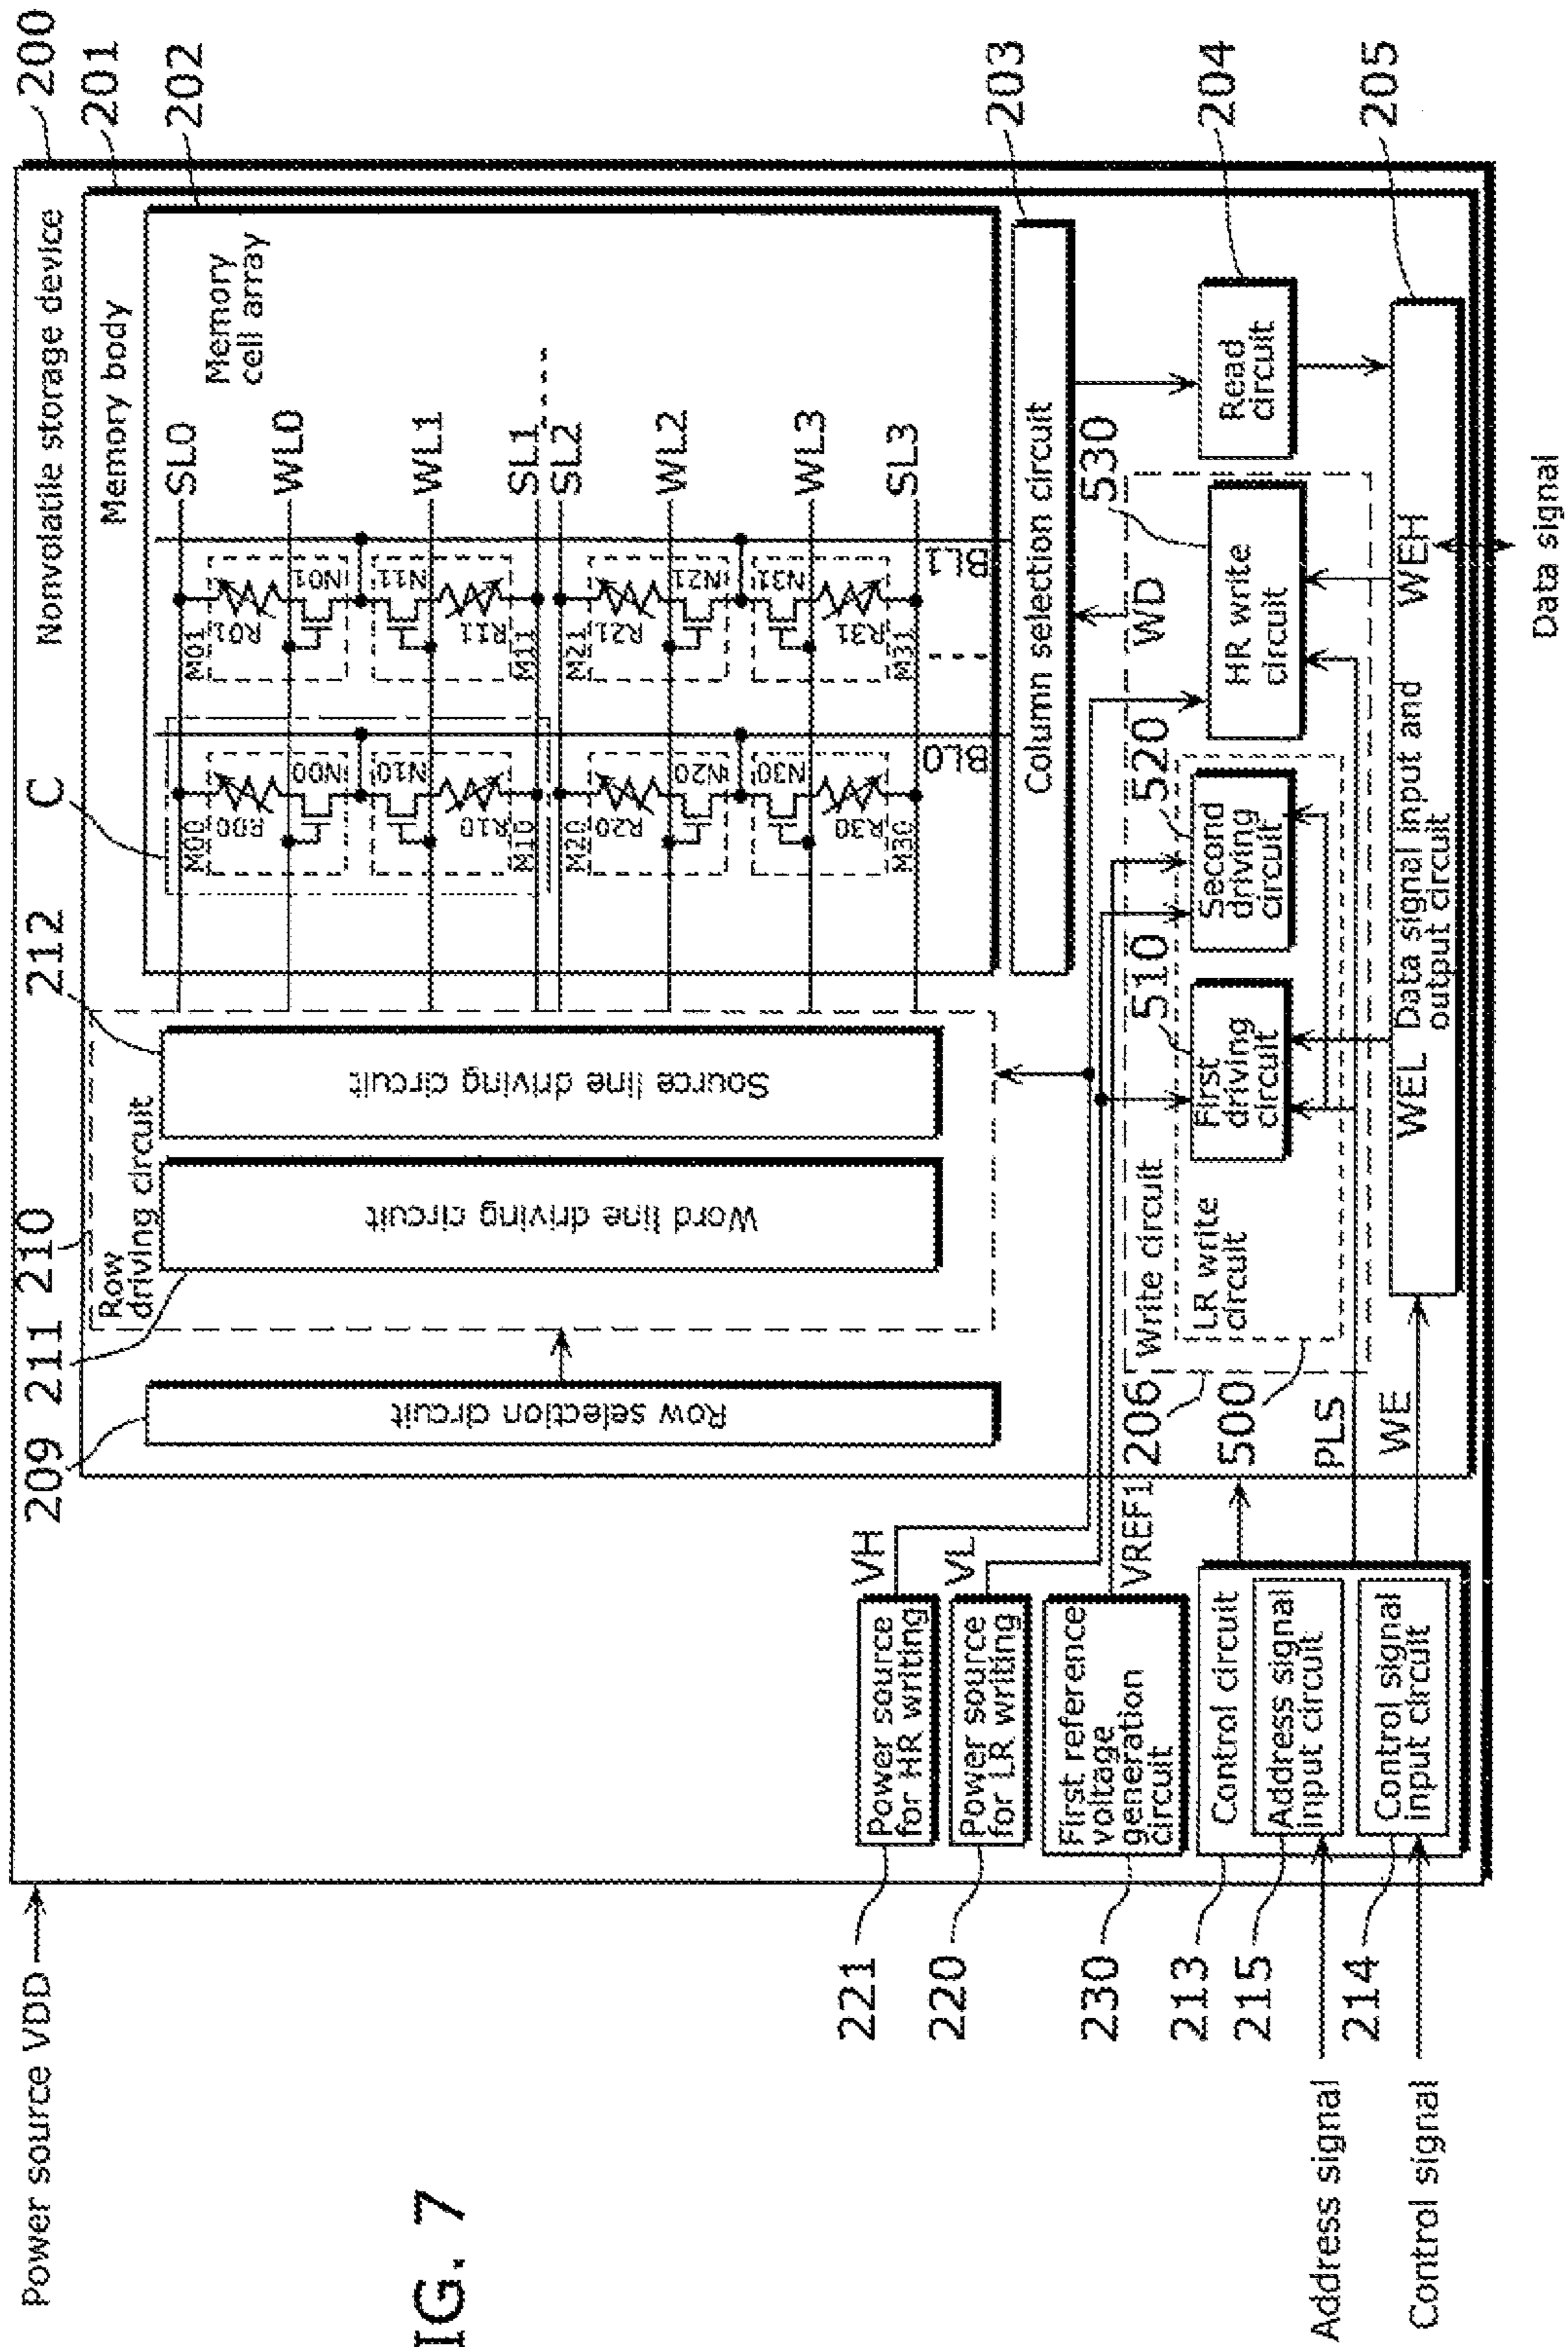 IG. 7
Power source VDD
200
Nonvolatile storage device
201
Memory body
202
Memory
cell array
SL0
WL0
WL1
SL1
SL2
WL2
WL3
SL3
M00
R00
N00
M10
R10
N10
M20
R20
N20
M30
R30
N30
M01
R01
N01
M11
R11
N11
M21
R21
N21
M31
R31
N31
BL0
BL1
C
212
Source line driving circuit
210
Row
driving circuit
211
Word line driving circuit
209
Row selection circuit
203
Column selection circuit
204
Read
circuit
205
WEL
Data signal input and
output circuit
WEH
Data signal
530
WD
HR write
circuit
520
Second
driving
circuit
510
First
driving
circuit
Write circuit
LR write
circuit
206
500
PLS
WE
VH
VL
VREF1
221
Power source
for HR writing
220
Power source
for LR writing
230
First reference
voltage
generation
circuit
213
Control circuit
215
Address signal
input circuit
214
Control signal
input circuit
Address signal
Control signal